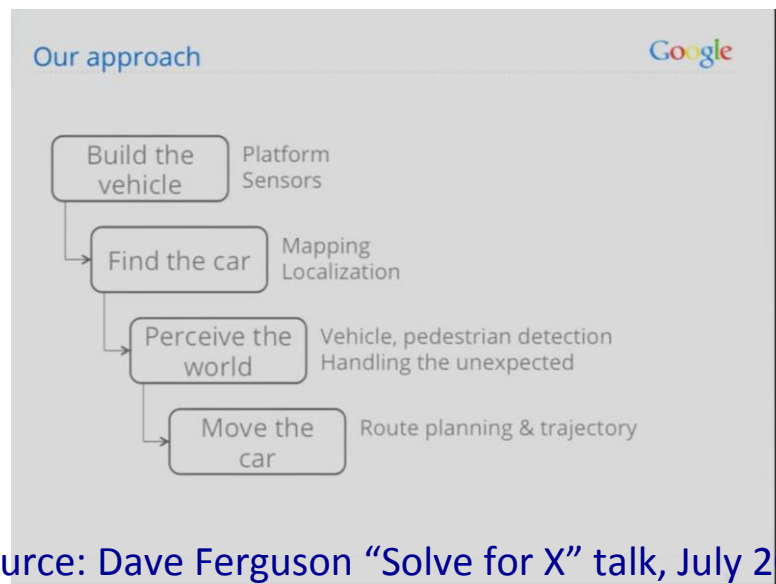 Our approach
Google
Build the
vehicle
Platform
Sensors
Find the car
Mapping
Localization
Perceive the
world
Vehicle, pedestrian detection
Handling the unexpected
Move the
car
Route planning & trajectory
urce: Dave Ferguson “Solve for X” talk, July 2